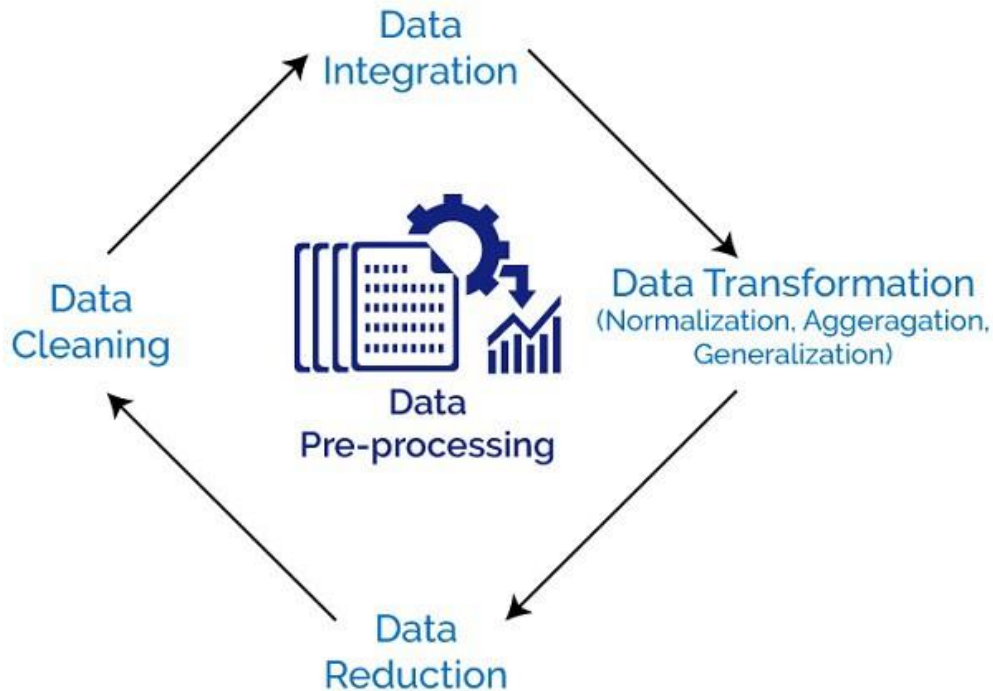 Data
Integration
Data
Cleaning
Data Transformation
(Normalization, Aggeragation,
Generalization)
Data
Pre-processing
Data
Reduction